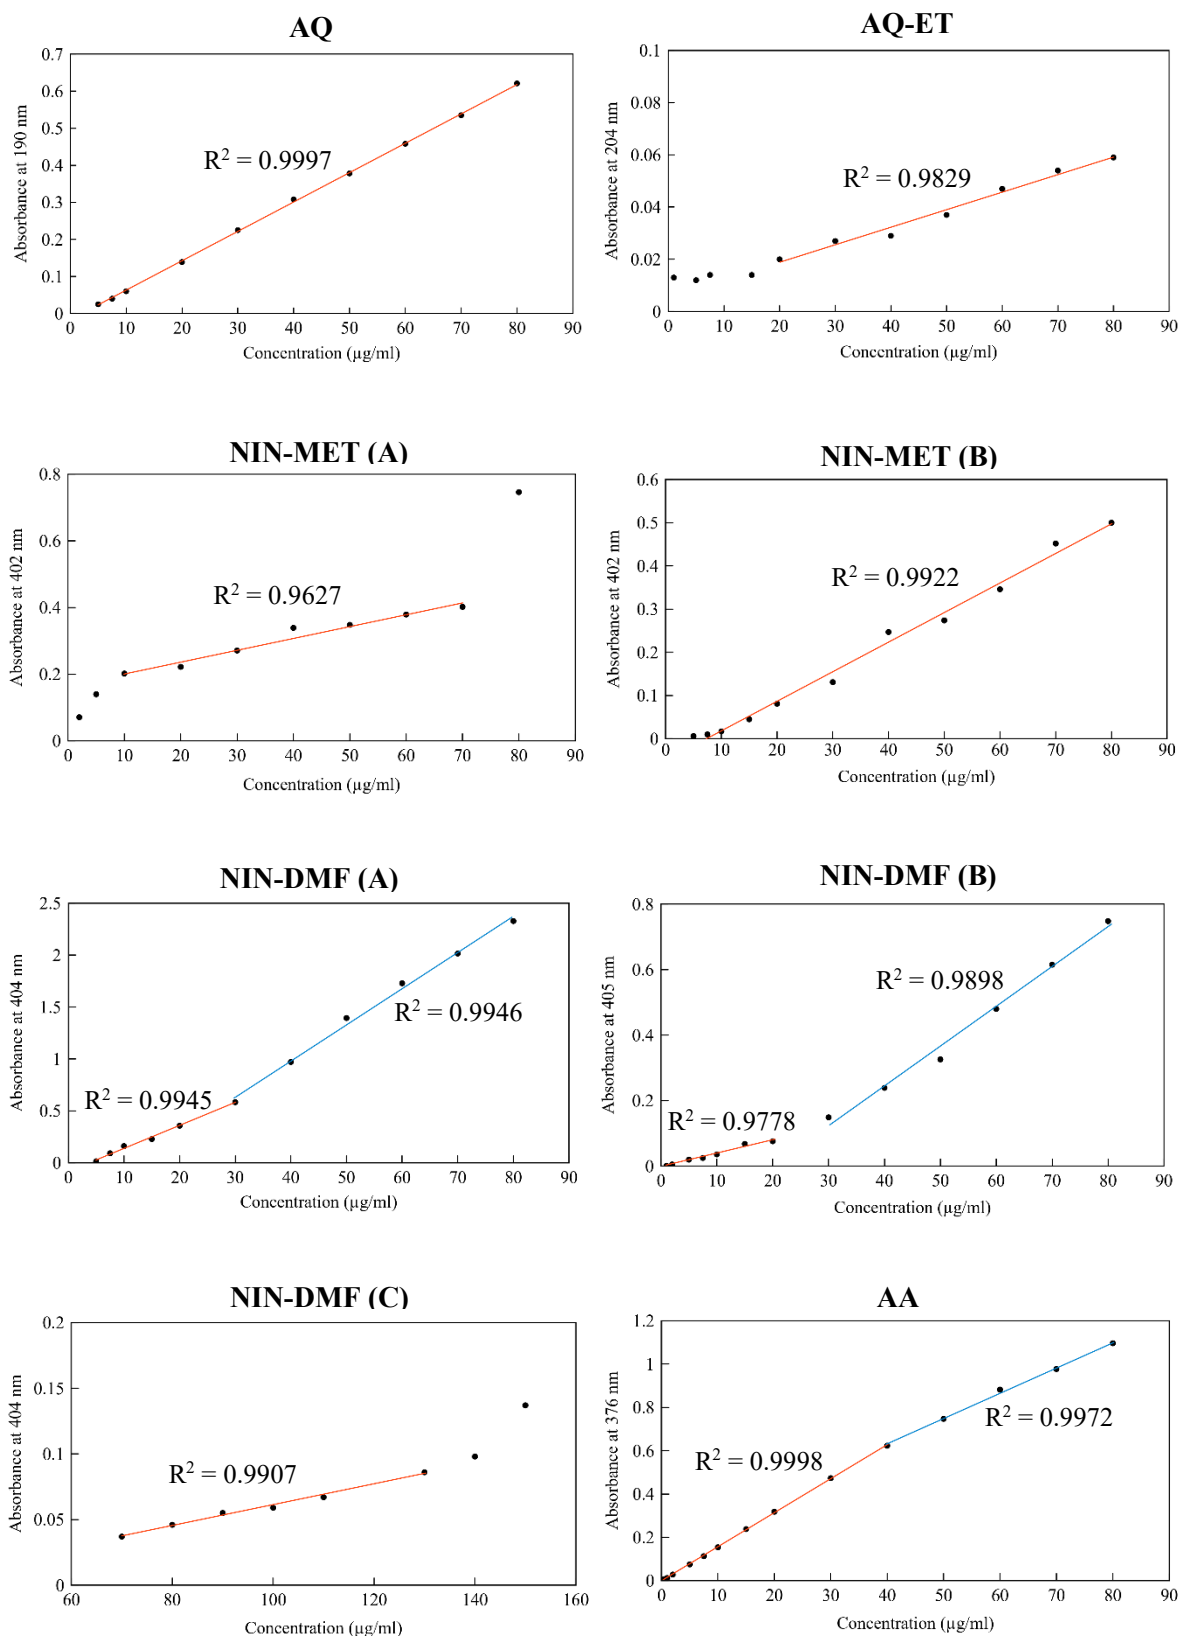 AQ
0.7
0.6
0.5
0.4
0.3
0.2
0.1
0
Absorbance at 190 nm
R² = 0.9997
0 10 20 30 40 50 60 70 80 90
Concentration (µg/ml)
AQ-ET
0.1
0.08
0.06
0.04
0.02
0
Absorbance at 204 nm
R² = 0.9829
0 10 20 30 40 50 60 70 80 90
Concentration (µg/ml)
NIN-MET (A)
0.8
0.6
0.4
0.2
0
Absorbance at 402 nm
R² = 0.9627
0 10 20 30 40 50 60 70 80 90
Concentration (µg/ml)
NIN-MET (B)
0.6
0.5
0.4
0.3
0.2
0.1
0
Absorbance at 402 nm
R² = 0.9922
0 10 20 30 40 50 60 70 80 90
Concentration (µg/ml)
NIN-DMF (A)
2.5
2
1.5
1
0.5
0
Absorbance at 404 nm
R² = 0.9946
R² = 0.9945
0 10 20 30 40 50 60 70 80 90
Concentration (µg/ml)
NIN-DMF (B)
0.8
0.6
0.4
0.2
0
Absorbance at 405 nm
R² = 0.9898
R² = 0.9778
0 10 20 30 40 50 60 70 80 90
Concentration (µg/ml)
NIN-DMF (C)
0.2
0.15
0.1
0.05
0
Absorbance at 404 nm
R² = 0.9907
60 80 100 120 140 160
Concentration (µg/ml)
AA
1.2
1
0.8
0.6
0.4
0.2
0
Absorbance at 376 nm
R² = 0.9972
R² = 0.9998
0 10 20 30 40 50 60 70 80 90
Concentration (µg/ml)